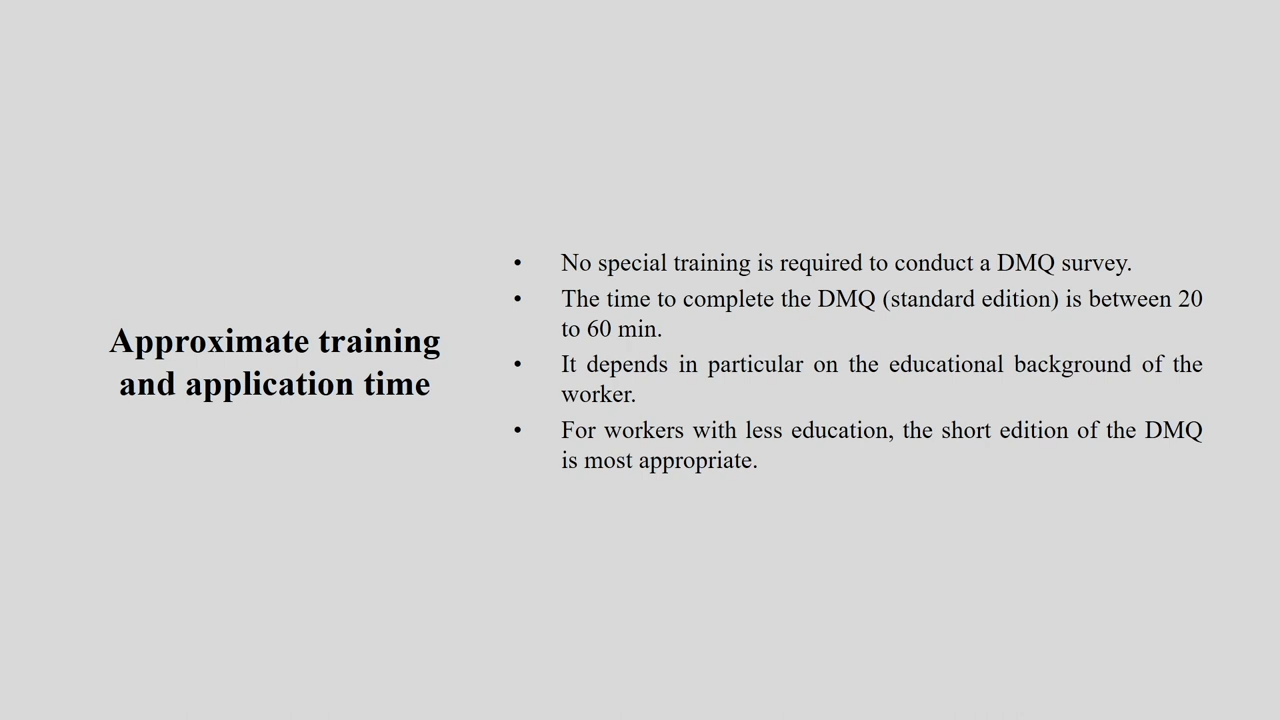 Approximate training
and application time
• No special training is required to conduct a DMQ survey.
• The time to complete the DMQ (standard edition) is between 20
to 60 min.
• It depends in particular on the educational background of the
worker.
• For workers with less education, the short edition of the DMQ
is most appropriate.